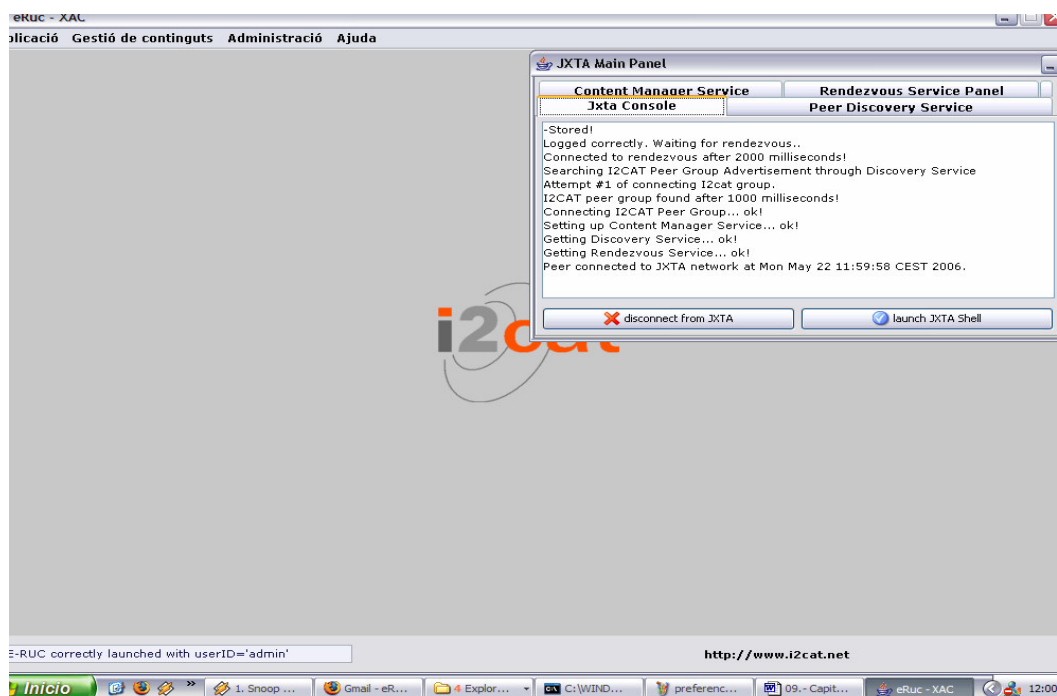 eRuc - XAC
plicació Gestió de continguts Administració Ajuda
JXTA Main Panel
Content Manager Service Rendezvous Service Panel
Jxta Console Peer Discovery Service
-Stored!
Logged correctly. Waiting for rendezvous..
Connected to rendezvous after 2000 milliseconds!
Searching I2CAT Peer Group Advertisement through Discovery Service
Attempt #1 of connecting I2cat group.
I2CAT peer group found after 1000 milliseconds!
Connecting I2CAT Peer Group... ok!
Setting up Content Manager Service... ok!
Getting Discovery Service... ok!
Getting Rendezvous Service... ok!
Peer connected to JXTA network at Mon May 22 11:59:58 CEST 2006.
disconnect from JXTA launch JXTA Shell
i2cat
E-RUC correctly launched with userID='admin'
http://www.i2cat.net
Inicio » 1. Snoop ... Gmail - eR... 4 Explor... C:\WIND... preferenc... 09.- Capit... eRuc - XAC 12:00